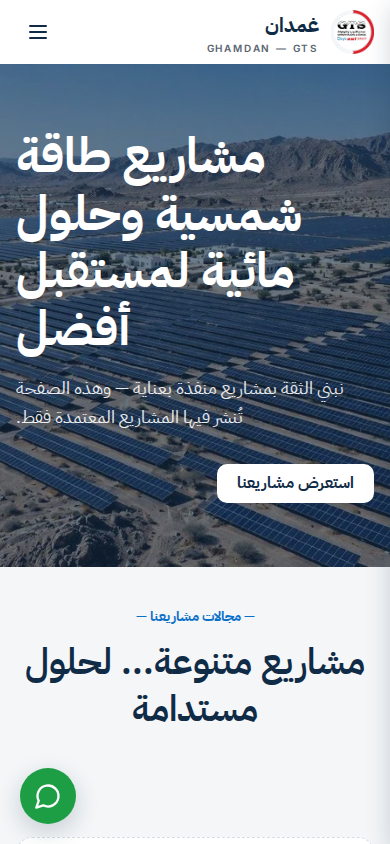 غمدان
GHAMDAN — GTS
GTS
مشاريع طاقة
شمسية وحلول
مائية لمستقبل
أفضل
نبني الثقة بمشاريع منفذة بعناية — وهذه الصفحة
تُنشر فيها المشاريع المعتمدة فقط.
استعرض مشاريعنا
— مجالات مشاريعنا —
مشاريع متنوعة... لحلول
مستدامة